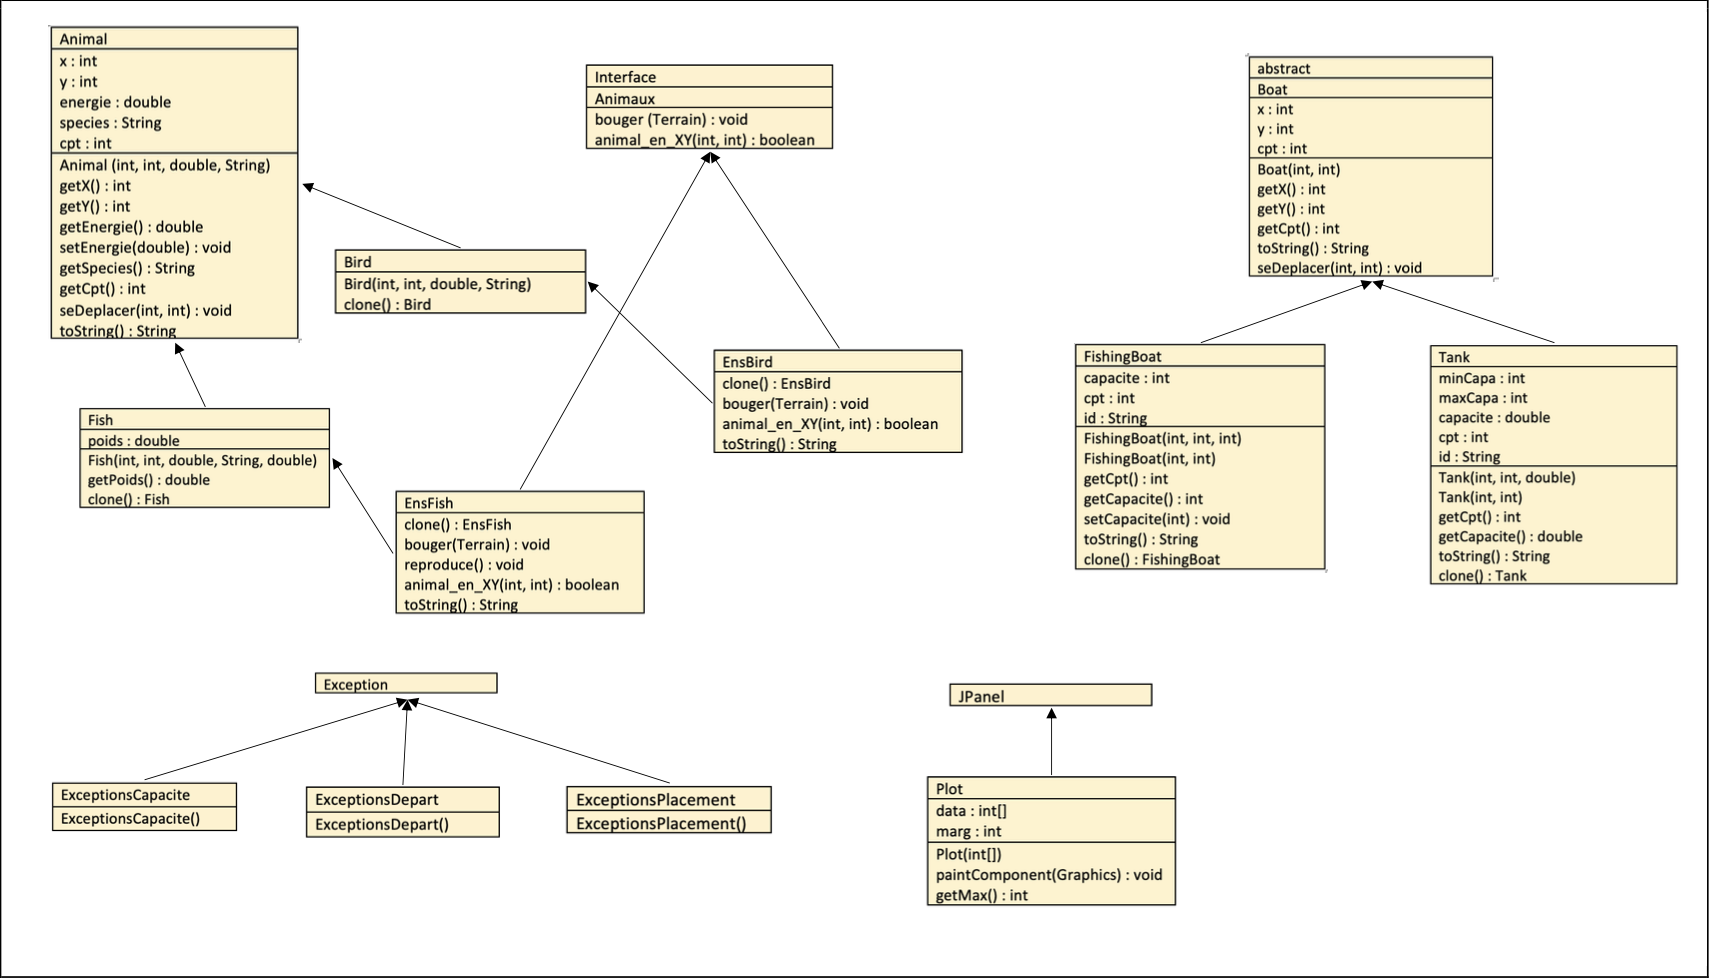 Animal
x : int
y : int
energie : double
species : String
cpt : int
Animal (int, int, double, String)
getX() : int
getY() : int
getEnergie() : double
setEnergie(double) : void
getSpecies() : String
getCpt() : int
seDeplacer(int, int) : void
toString() : String
Interface
Animaux
bouger (Terrain) : void
animal_en_XY(int, int) : boolean
abstract
Boat
x : int
y : int
cpt : int
Boat(int, int)
getX() : int
getY() : int
getCpt() : int
toString() : String
seDeplacer(int, int) : void
Bird
Bird(int, int, double, String)
clone() : Bird
EnsBird
clone() : EnsBird
bouger(Terrain) : void
animal_en_XY(int, int) : boolean
toString() : String
FishingBoat
capacite : int
cpt : int
id : String
FishingBoat(int, int, int)
FishingBoat(int, int)
getCpt() : int
getCapacite() : int
setCapacite(int) : void
toString() : String
clone() : FishingBoat
Tank
minCapa : int
maxCapa : int
capacite : double
cpt : int
id : String
Tank(int, int, double)
Tank(int, int)
getCpt() : int
getCapacite() : double
toString() : String
clone() : Tank
Fish
poids : double
Fish(int, int, double, String, double)
getPoids() : double
clone() : Fish
EnsFish
clone() : EnsFish
bouger(Terrain) : void
reproduce() : void
animal_en_XY(int, int) : boolean
toString() : String
Exception
ExceptionsCapacite
ExceptionsCapacite()
ExceptionsDepart
ExceptionsDepart()
ExceptionsPlacement
ExceptionsPlacement()
JPanel
Plot
data : int[]
marg : int
Plot(int[])
paintComponent(Graphics) : void
getMax() : int